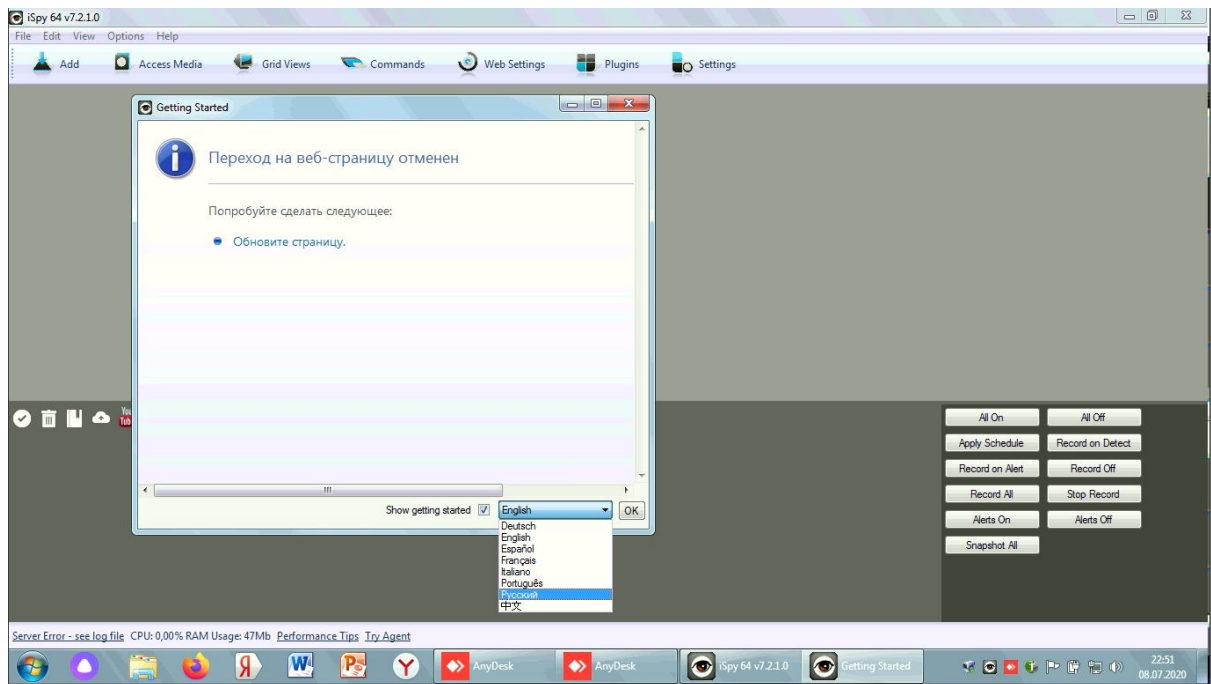 iSpy 64 v7.2.1.0
File Edit View Options Help
Add Access Media Grid Views Commands Web Settings Plugins Settings
Getting Started
Переход на веб-страницу отменен
Попробуйте сделать следующее:
Обновите страницу.
You
Tub
All On All Off
Apply Schedule Record on Detect
Record on Alert Record Off
Record All Stop Record
Alerts On Alerts Off
Snapshot All
Show getting started English OK
Deutsch
English
Español
Français
Italiano
Português
Русский
中文
Server Error - see log file CPU: 0,00% RAM Usage: 47Mb Performance Tips Try Agent
AnyDesk AnyDesk iSpy 64 v7.2.1.0 Getting Started 22:51
08.07.2020